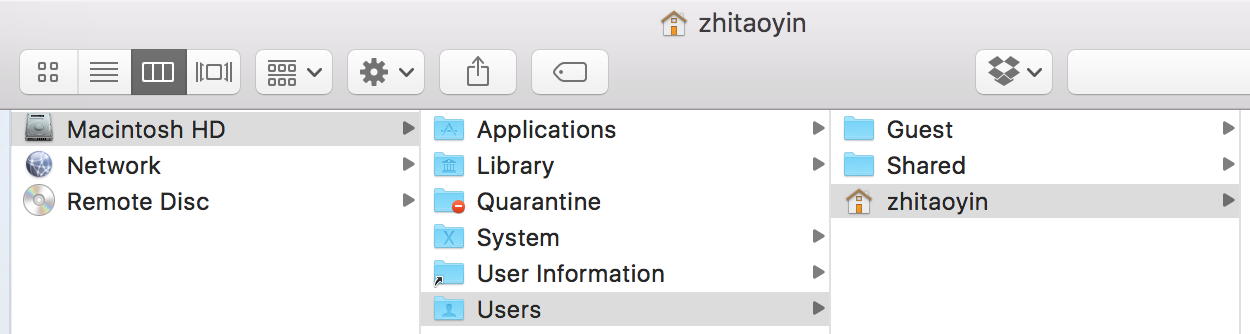 zhitaoyin
Macintosh HD
Network
Remote Disc
Applications
Library
Quarantine
System
User Information
Users
Guest
Shared
zhitaoyin